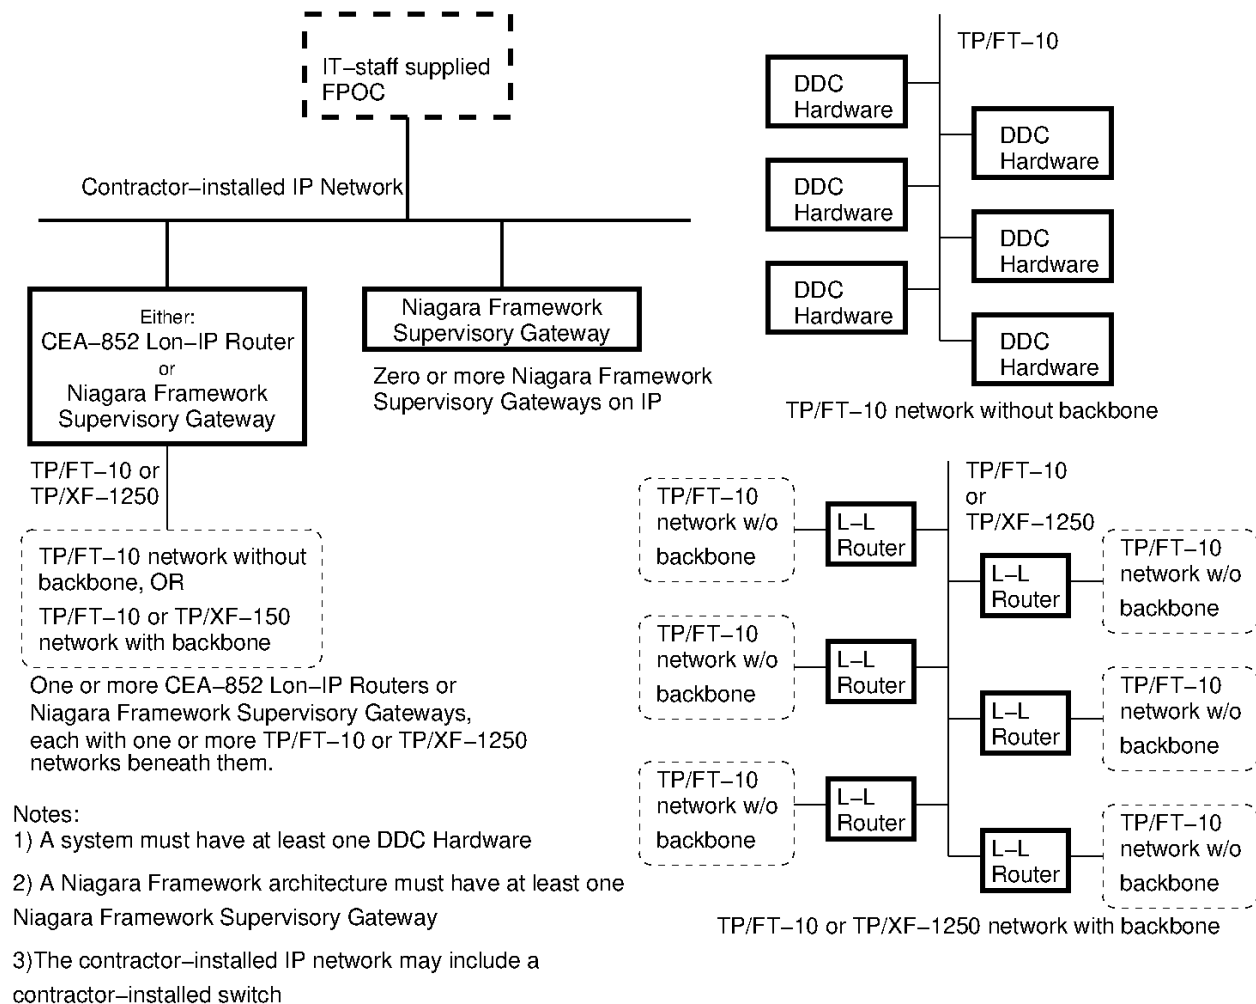 IT−staff supplied
FPOC
Contractor−installed IP Network
Either:
CEA−852 Lon−IP Router
or
Niagara Framework
Supervisory Gateway
Niagara Framework
Supervisory Gateway
Zero or more Niagara Framework
Supervisory Gateways on IP
TP/FT−10 or
TP/XF−1250
TP/FT−10 network without
backbone, OR
TP/FT−10 or TP/XF−150
network with backbone
One or more CEA−852 Lon−IP Routers or
Niagara Framework Supervisory Gateways,
each with one or more TP/FT−10 or TP/XF−1250
networks beneath them.
Notes:
1) A system must have at least one DDC Hardware
2) A Niagara Framework architecture must have at least one
Niagara Framework Supervisory Gateway
3)The contractor−installed IP network may include a
contractor−installed switch
TP/FT−10
DDC
Hardware
DDC
Hardware
DDC
Hardware
DDC
Hardware
DDC
Hardware
DDC
Hardware
TP/FT−10 network without backbone
TP/FT−10
or
TP/XF−1250
TP/FT−10
network w/o
backbone
L−L
Router
L−L
Router
TP/FT−10
network w/o
backbone
TP/FT−10
network w/o
backbone
L−L
Router
L−L
Router
TP/FT−10
network w/o
backbone
TP/FT−10
network w/o
backbone
L−L
Router
L−L
Router
TP/FT−10
network w/o
backbone
TP/FT−10 or TP/XF−1250 network with backbone